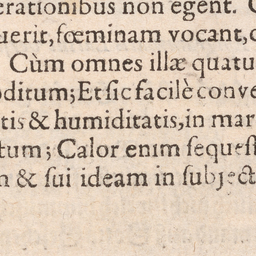 erationibus non egent. C
uerit, fœminam vocant, c
Cùm omnes illæ quatu
oditum; Et ſic facilè conve
tis & humiditatis, in mar
tum; Calor enim ſequeſt
n & ſui ideam in ſubject